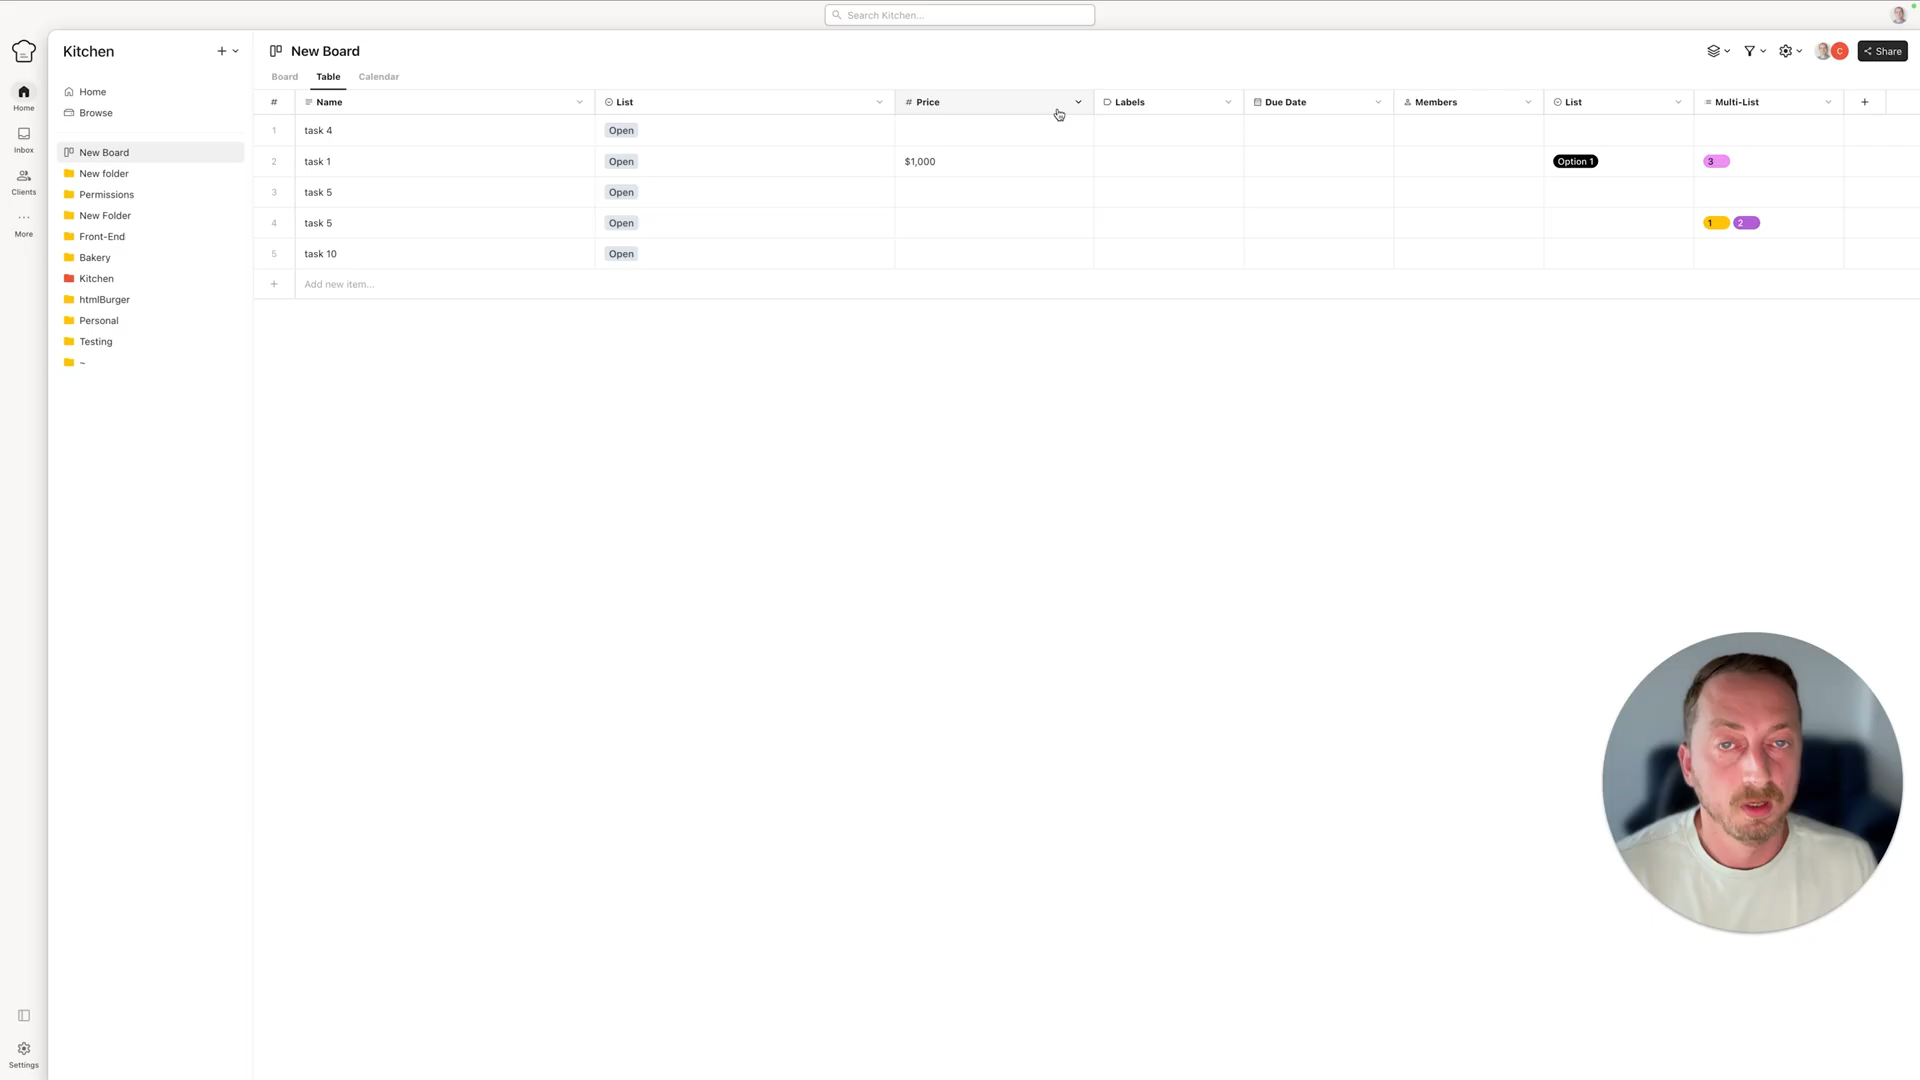 Search Kitchen...
Home
Inbox
Clients
More
Settings
Kitchen
Home
Browse
New Board
New folder
Permissions
New Folder
Front-End
Bakery
Kitchen
htmlBurger
Personal
Testing
~
New Board
C
Share
Board Table Calendar
# Name List # Price Labels Due Date Members List Multi-List
1 task 4 Open
2 task 1 Open $1,000 Option 1 3
3 task 5 Open
4 task 5 Open 1 2
5 task 10 Open
+ Add new item...